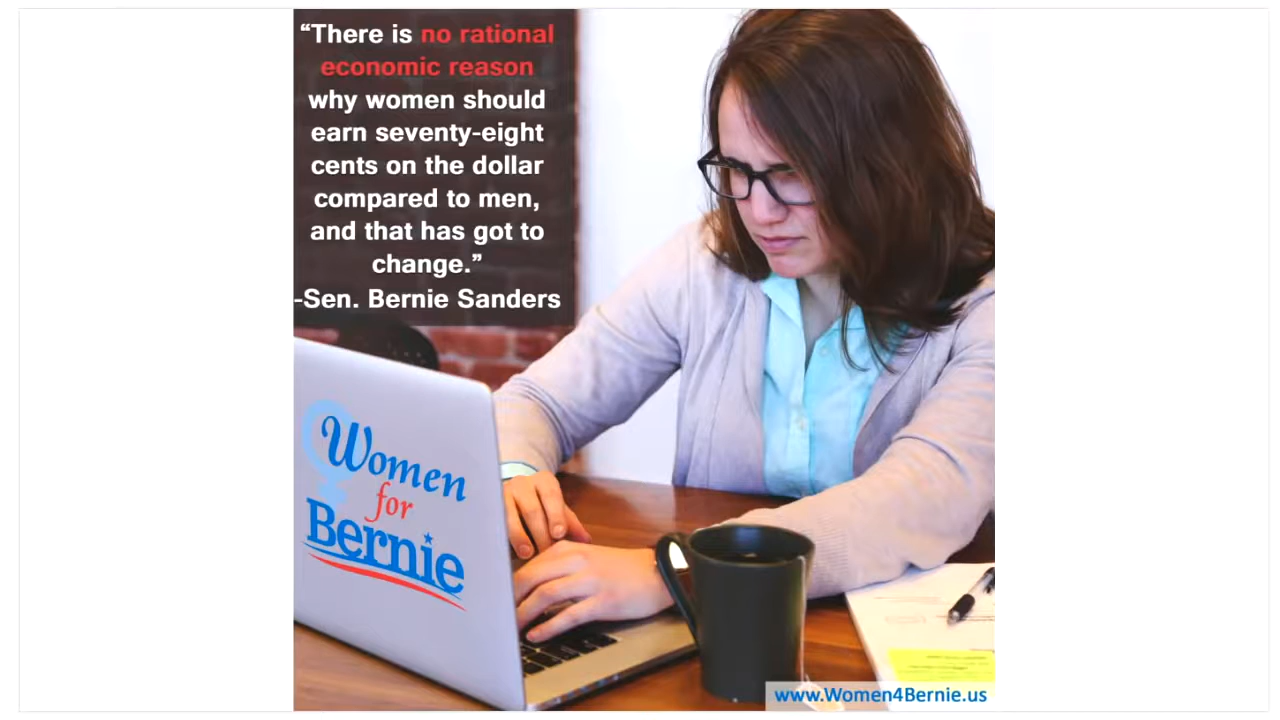 “There is no rational
economic reason
why women should
earn seventy-eight
cents on the dollar
compared to men,
and that has got to
change.”
-Sen. Bernie Sanders
Women
for
Bernie
www.Women4Bernie.us